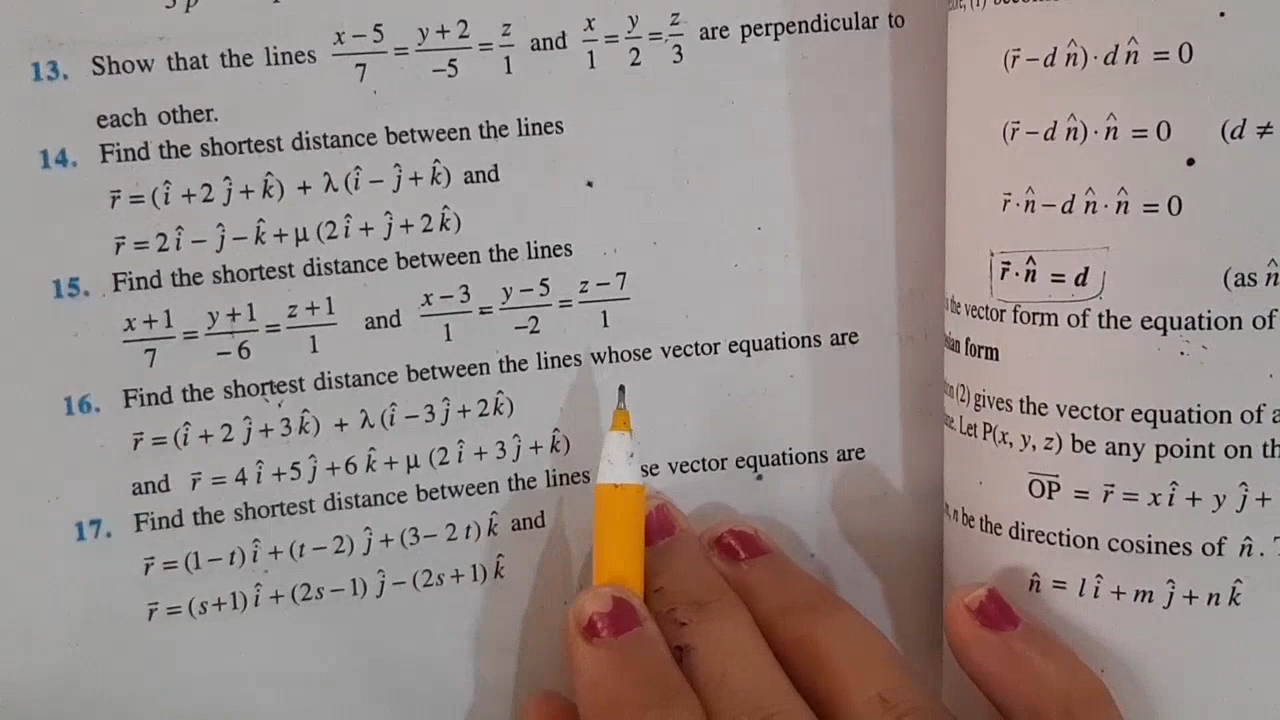 13. Show that the lines (x – 5)/7 = (y + 2)/–5 = z/1 and x/1 = y/2 = z/3 are perpendicular to
each other.
14. Find the shortest distance between the lines
r̄ = (î + 2ĵ + k̂) + λ(î – ĵ + k̂) and
r̄ = 2î – ĵ – k̂ + μ(2î + ĵ + 2k̂)
15. Find the shortest distance between the lines
(x + 1)/7 = (y + 1)/–6 = (z + 1)/1 and (x – 3)/1 = (y – 5)/–2 = (z – 7)/1
16. Find the shortest distance between the lines whose vector equations are
r̄ = (î + 2ĵ + 3k̂) + λ(î – 3ĵ + 2k̂)
and r̄ = 4î + 5ĵ + 6k̂ + μ(2î + 3ĵ + k̂)
17. Find the shortest distance between the lines se vector equations are
r̄ = (1 – t)î + (t – 2)ĵ + (3 – 2t)k̂ and
r̄ = (s+1)î + (2s – 1)ĵ – (2s + 1)k̂
(r̄ – d n̂) · d n̂ = 0
(r̄ – d n̂) · n̂ = 0 (d ≠
r̄ · n̂ – d n̂ · n̂ = 0
r̄ · n̂ = d (as n̂
the vector form of the equation of
form
(2) gives the vector equation of a
Let P(x, y, z) be any point on th
OP = r̄ = x î + y ĵ +
n be the direction cosines of n̂.
n̂ = l î + m ĵ + n k̂